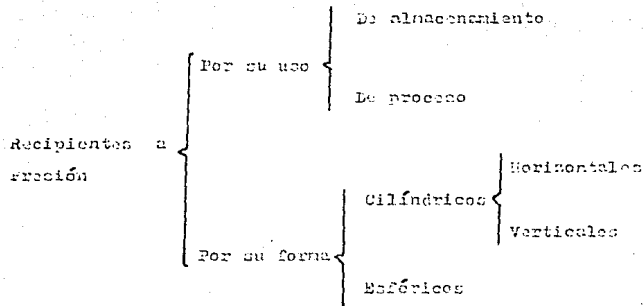 De almacenamiento
Por su uso
De proceso
Recipientes a
Presión
Horizontales
Cilíndricos
Verticales
Por su forma
Esféricos